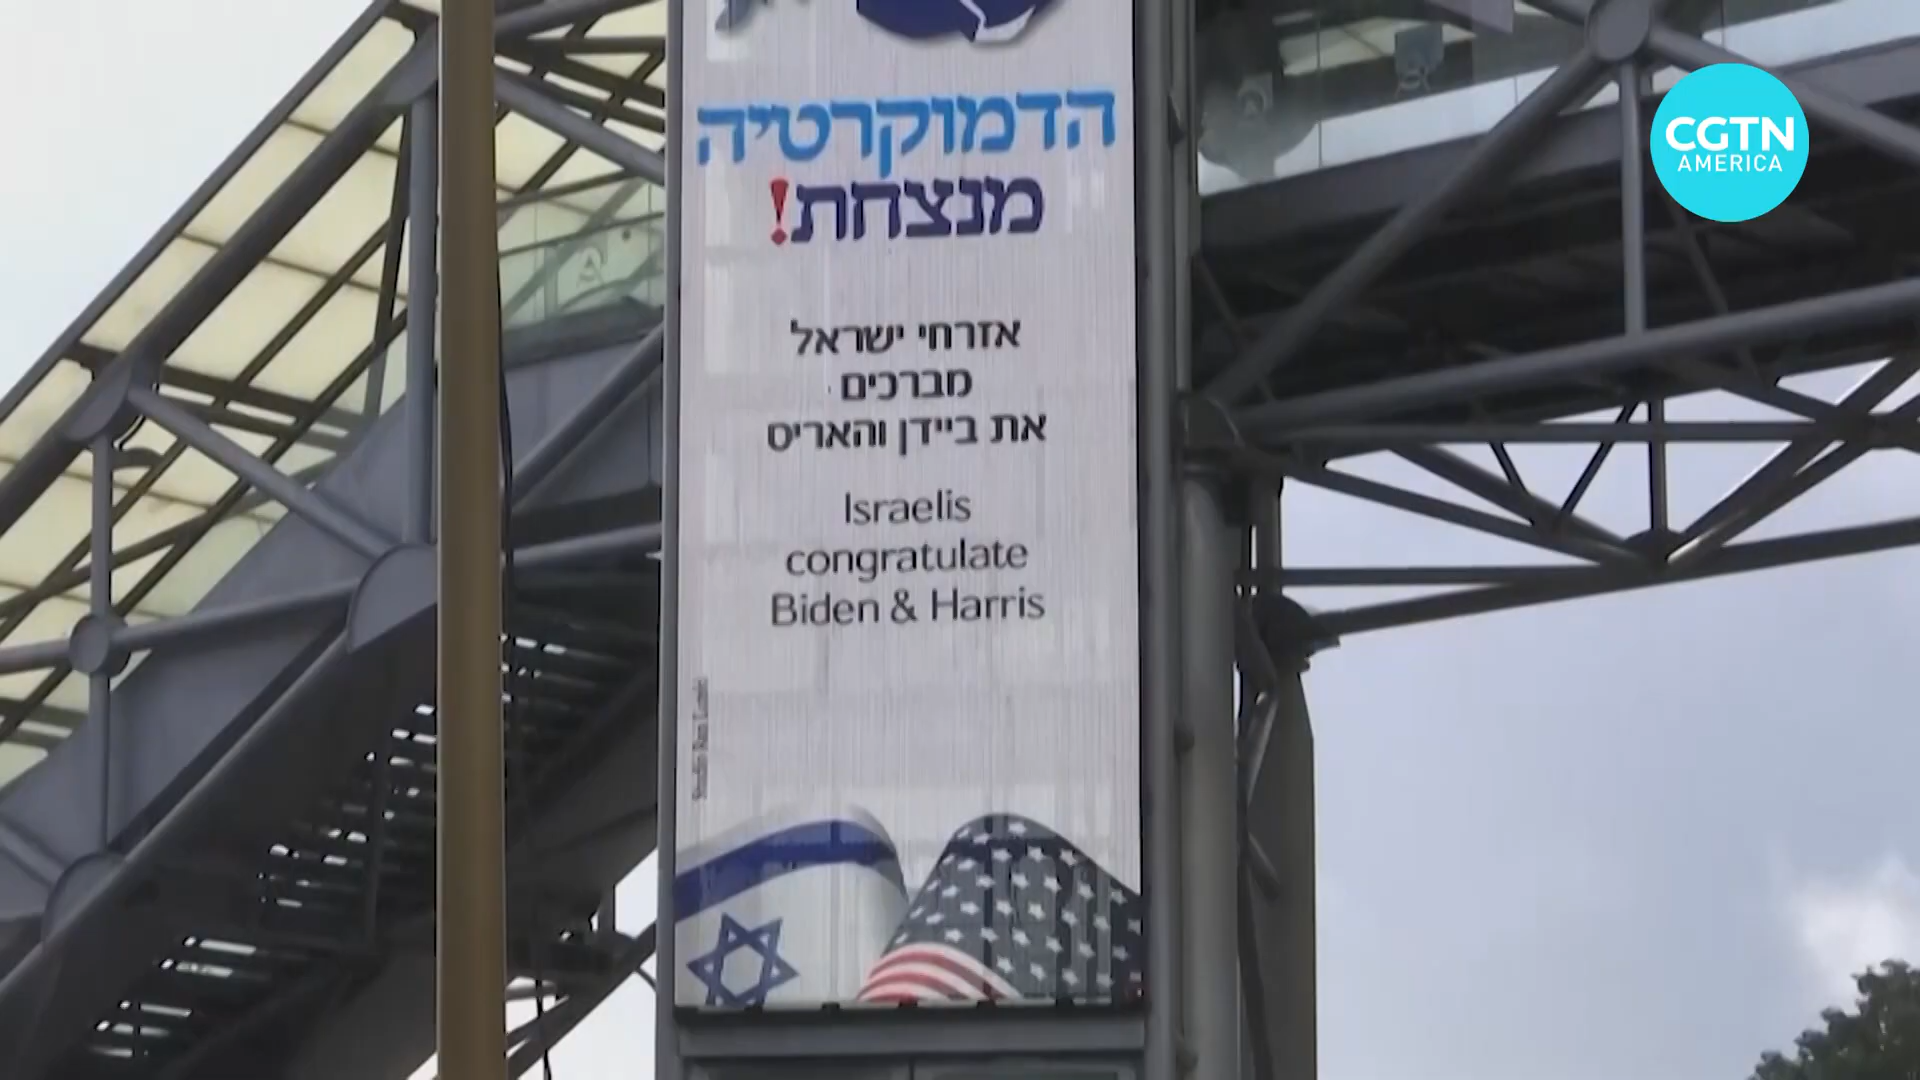 הדמוקרטיה
מנצחת!
אזרחי ישראל
מברכים
את ביידן והאריס
Israelis
congratulate
Biden & Harris
CGTN
AMERICA